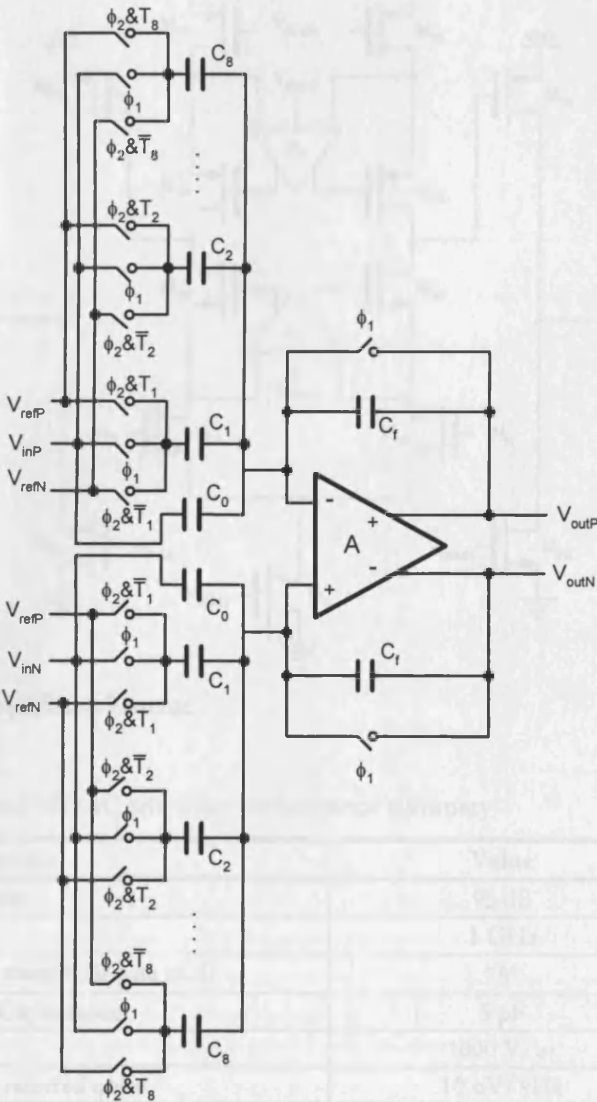 ϕ₂&T₈
C₈
ϕ₁
ϕ₂&T̅₈
ϕ₂&T₂
C₂
ϕ₁
ϕ₂&T̅₂
ϕ₁
VrefP
ϕ₂&T₁
C₁
Cf
VinP
ϕ₁
VrefN
ϕ₂&T̅₁
C₀
-
+
VoutP
A
-
VoutN
+
C₀
VrefP
ϕ₂&T̅₁
VinN
ϕ₁
C₁
Cf
VrefN
ϕ₂&T₁
ϕ₁
ϕ₂&T̅₂
ϕ₁
C₂
ϕ₂&T₂
Value
ϕ₂&T̅₈
ϕ₁
C₈
ϕ₂&T₈